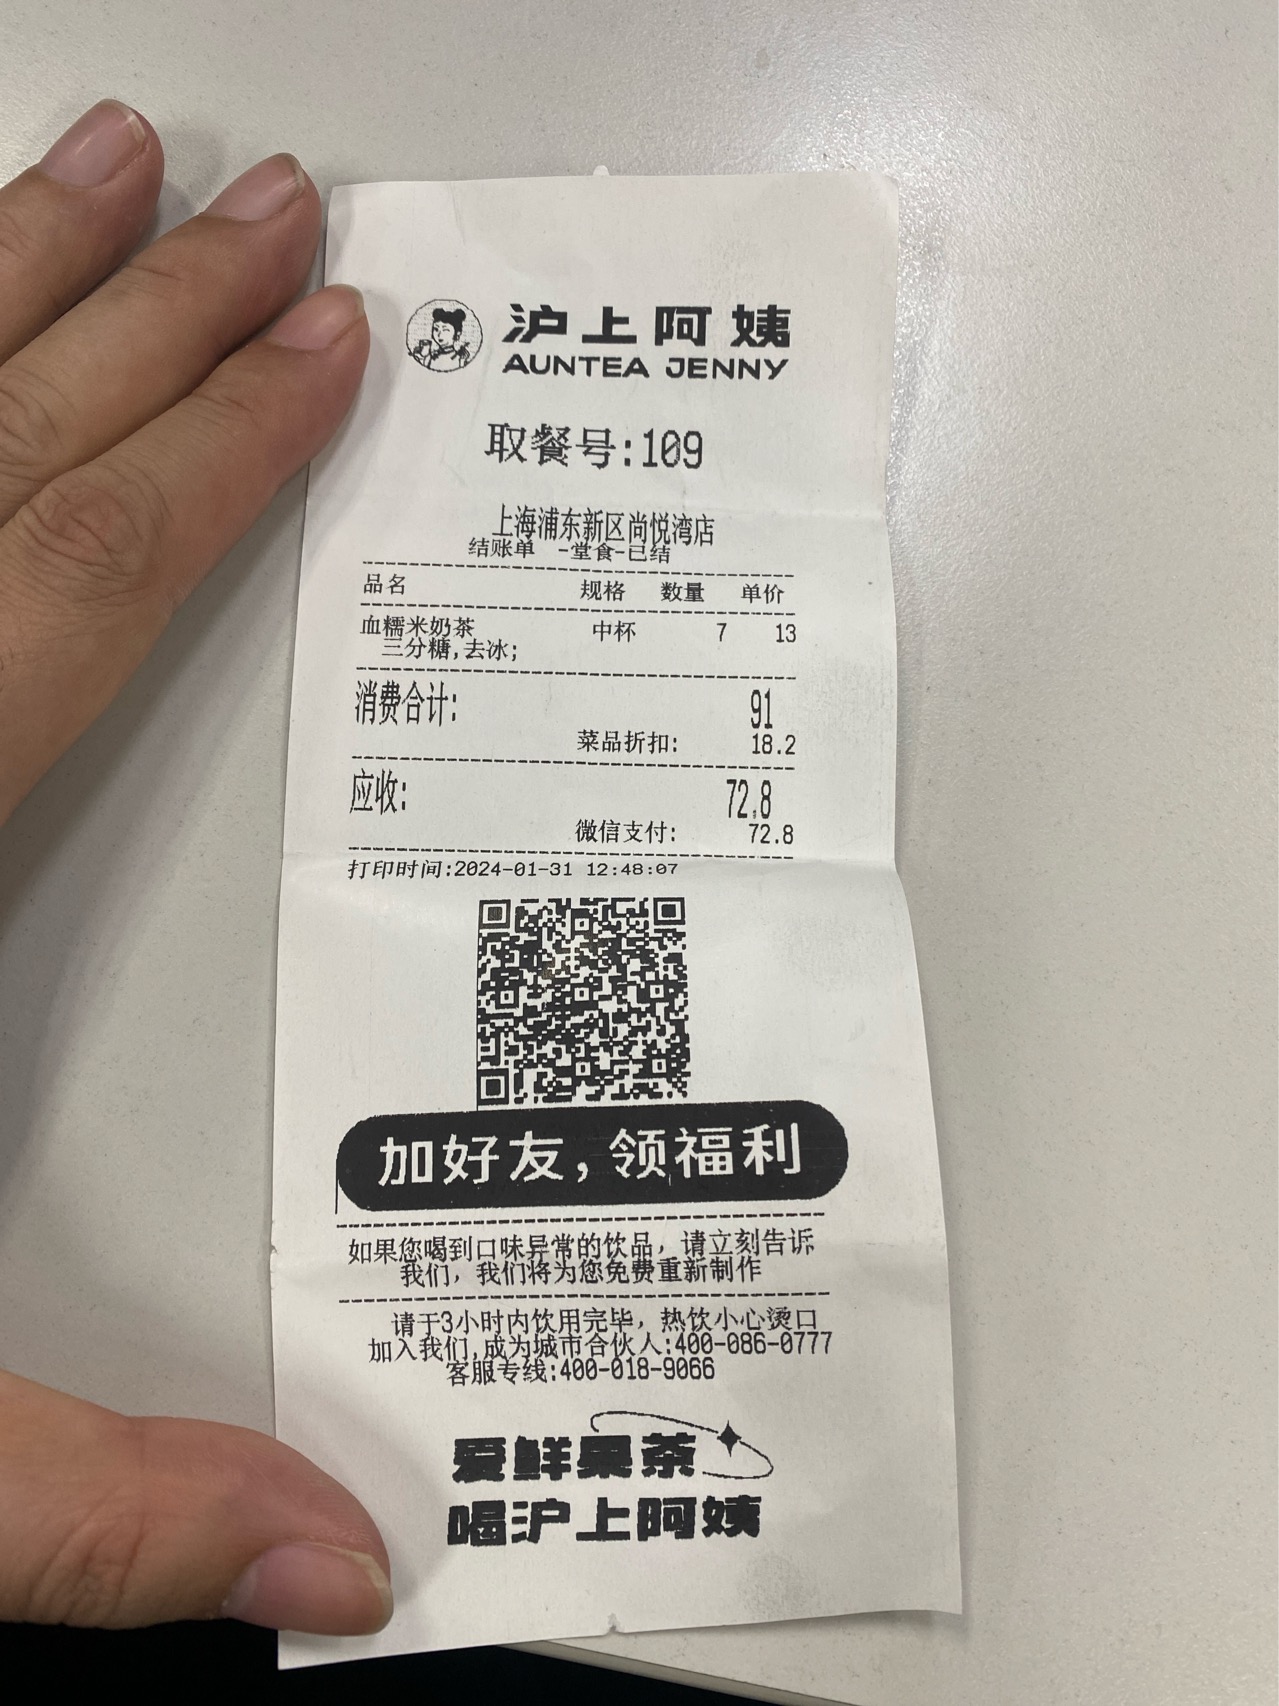 沪上阿姨
AUNTEA JENNY
取餐号:109
上海浦东新区尚悦湾店
结账单 -堂食-已结
品名 规格 数量 单价
血糯米奶茶 中杯 7 13
三分糖,去冰;
消费合计: 91
菜品折扣: 18.2
应收: 72.8
微信支付: 72.8
打印时间:2024-01-31 12:48:07
加好友,领福利
如果您喝到口味异常的饮品，请立刻告诉
我们，我们将为您免费重新制作
请于3小时内饮用完毕，热饮小心烫口
加入我们,成为城市合伙人:400-086-0777
客服专线:400-018-9066
爱鲜果茶
喝沪上阿姨